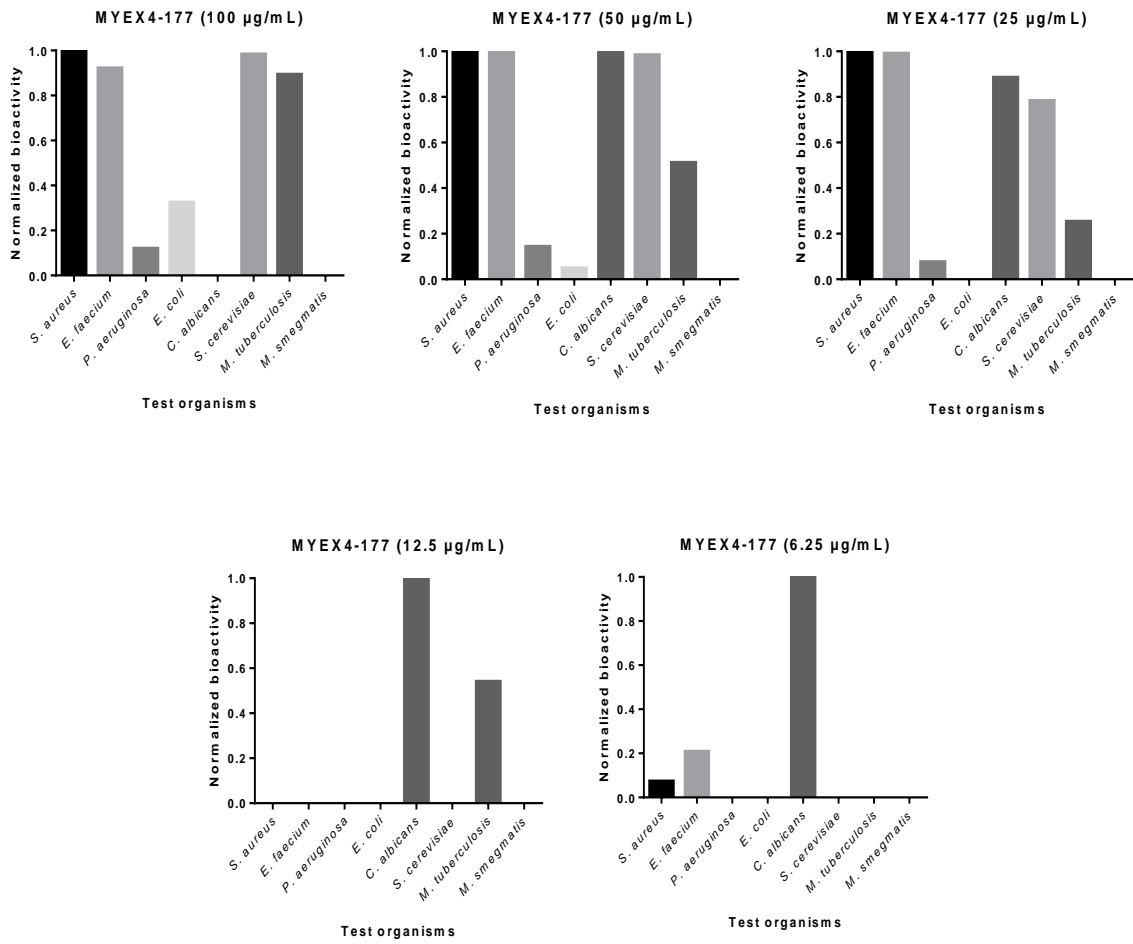 MYEX4-177 (100 µg/mL)
Normalized bioactivity
1.0
0.8
0.6
0.4
0.2
0.0
S. aureus
E. faecium
P. aeruginosa
E. coli
C. albicans
S. cerevisiae
M. tuberculosis
M. smegmatis
Test organisms
MYEX4-177 (50 µg/mL)
Normalized bioactivity
1.0
0.8
0.6
0.4
0.2
0.0
S. aureus
E. faecium
P. aeruginosa
E. coli
C. albicans
S. cerevisiae
M. tuberculosis
M. smegmatis
Test organisms
MYEX4-177 (25 µg/mL)
Normalized bioactivity
1.0
0.8
0.6
0.4
0.2
0.0
S. aureus
E. faecium
P. aeruginosa
E. coli
C. albicans
S. cerevisiae
M. tuberculosis
M. smegmatis
Test organisms
MYEX4-177 (12.5 µg/mL)
Normalized bioactivity
1.0
0.8
0.6
0.4
0.2
0.0
S. aureus
E. faecium
P. aeruginosa
E. coli
C. albicans
S. cerevisiae
M. tuberculosis
M. smegmatis
Test organisms
MYEX4-177 (6.25 µg/mL)
Normalized bioactivity
1.0
0.8
0.6
0.4
0.2
0.0
S. aureus
E. faecium
P. aeruginosa
E. coli
C. albicans
S. cerevisiae
M. tuberculosis
M. smegmatis
Test organisms